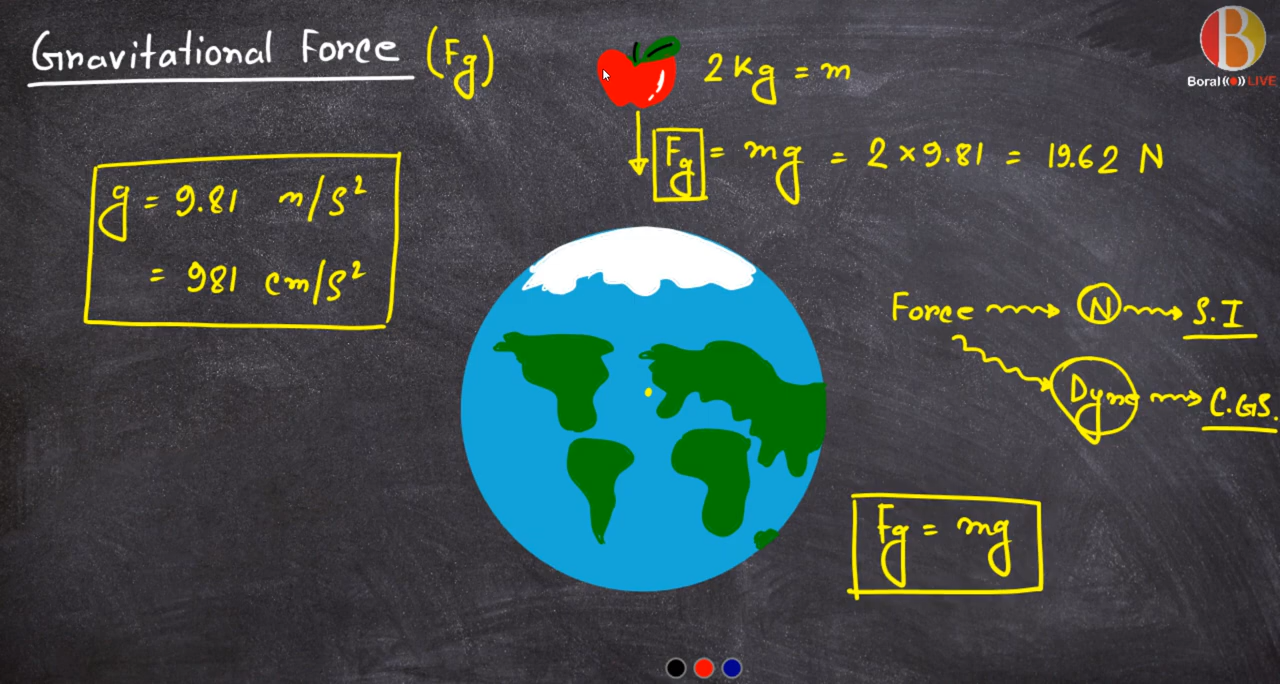 Gravitational Force (Fg)
2 Kg = m
Fg = mg = 2 × 9.81 = 19.62 N
g = 9.81 m/s²
= 981 cm/s²
Force → N → S.I
Dyne → C.G.S.
Fg = mg
B
Boral ((•)) LIVE